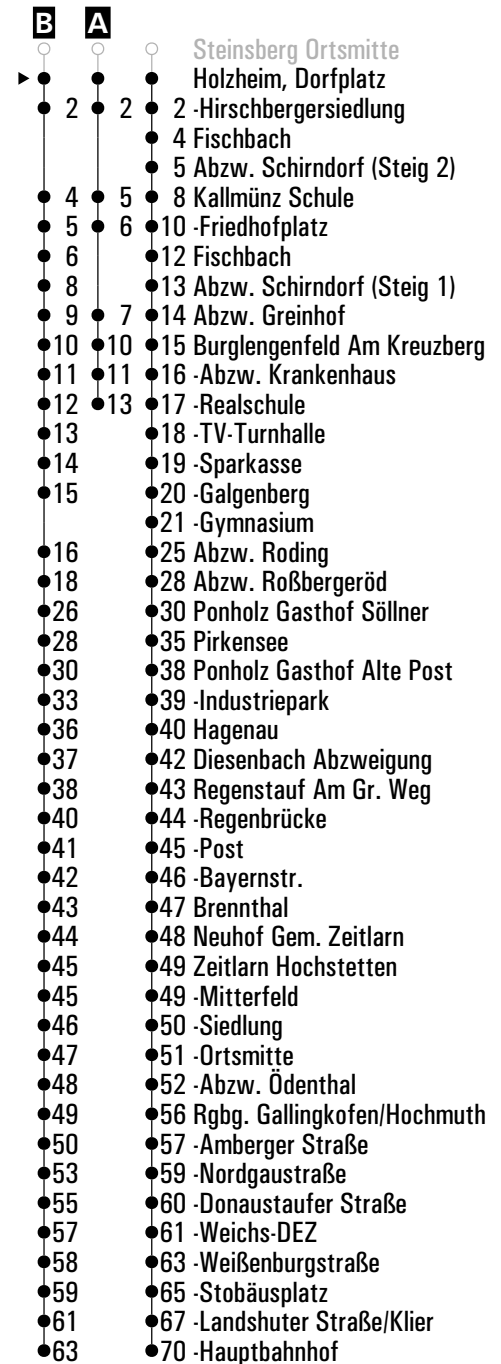 B A
Steinsberg Ortsmitte
Holzheim, Dorfplatz
2 2 2 -Hirschbergersiedlung
4 Fischbach
5 Abzw. Schirndorf (Steig 2)
4 5 8 Kallmünz Schule
5 6 10 -Friedhofplatz
6 12 Fischbach
8 13 Abzw. Schirndorf (Steig 1)
9 7 14 Abzw. Greinhof
10 10 15 Burglengenfeld Am Kreuzberg
11 11 16 -Abzw. Krankenhaus
12 13 17 -Realschule
13 18 -TV-Turnhalle
14 19 -Sparkasse
15 20 -Galgenberg
21 -Gymnasium
16 25 Abzw. Roding
18 28 Abzw. Roßbergeröd
26 30 Ponholz Gasthof Söllner
28 35 Pirkensee
30 38 Ponholz Gasthof Alte Post
33 39 -Industriepark
36 40 Hagenau
37 42 Diesenbach Abzweigung
38 43 Regenstauf Am Gr. Weg
40 44 -Regenbrücke
41 45 -Post
42 46 -Bayernstr.
43 47 Brennthal
44 48 Neuhof Gem. Zeitlarn
45 49 Zeitlarn Hochstetten
45 49 -Mitterfeld
46 50 -Siedlung
47 51 -Ortsmitte
48 52 -Abzw. Ödenthal
49 56 Rgbg. Gallingkofen/Hochmuth
50 57 -Amberger Straße
53 59 -Nordgaustraße
55 60 -Donaustaufer Straße
57 61 -Weichs-DEZ
58 63 -Weißenburgstraße
59 65 -Stobäusplatz
61 67 -Landshuter Straße/Klier
63 70 -Hauptbahnhof